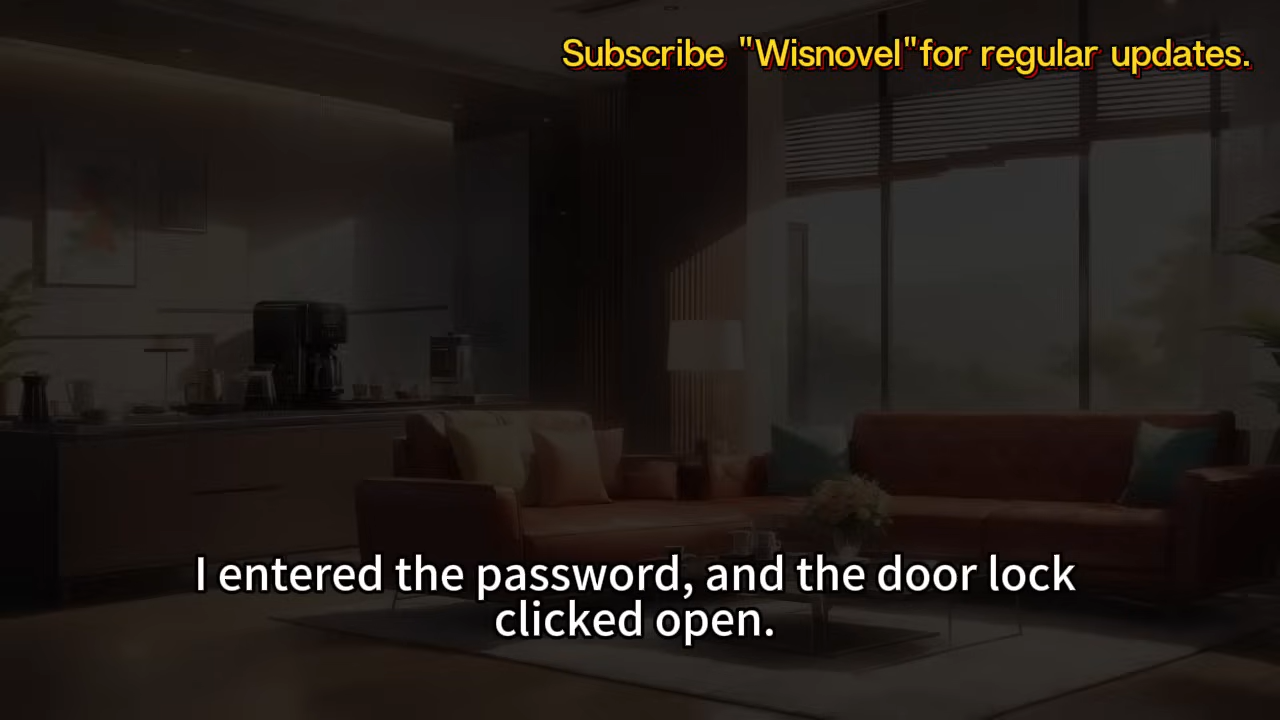 Subscribe "Wisnovel"for regular updates.
I entered the password, and the door lock
clicked open.